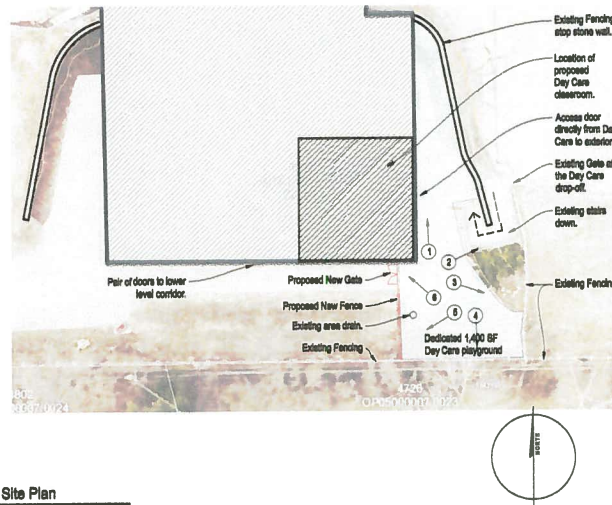 Existing Fencing
atop stone wall.
Location of
proposed
Day Care
classroom.
Access door
directly from Da
Care to exterior
Existing Gate at
the Day Care
drop-off.
Existing stairs
down.
1
2
Pair of doors to lower
level corridor.
Proposed New Gate
3
Existing Fencing
6
Proposed New Fence
5
4
Existing area drain.
Dedicated 1,400 SF
Day Care playground
Existing Fencing
4726
NORTH
Site Plan